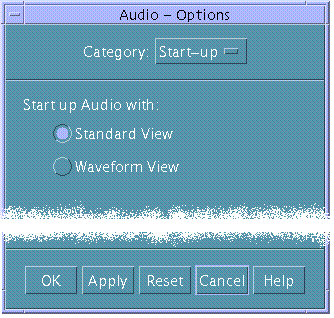 Audio – Options
Category: Start–up
Start up Audio with:
Standard View
Waveform View
OK Apply Reset Cancel Help